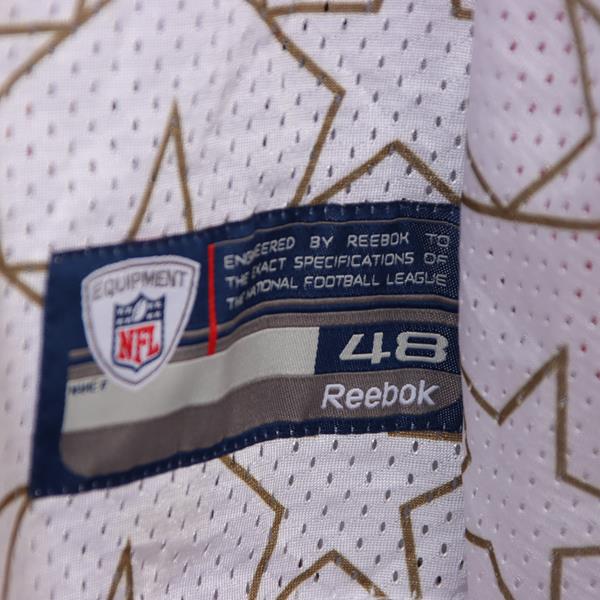 ENGINEERED BY REEBOK TO
THE EXACT SPECIFICATIONS OF
THE NATIONAL FOOTBALL LEAGUE
EQUIPMENT
NFL
48
Reebok